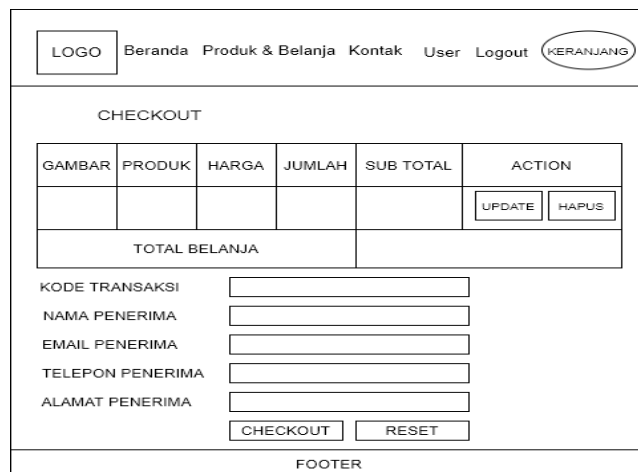 LOGO Beranda Produk & Belanja Kontak User Logout KERANJANG
CHECKOUT
GAMBAR PRODUK HARGA JUMLAH SUB TOTAL ACTION
UPDATE HAPUS
TOTAL BELANJA
KODE TRANSAKSI
NAMA PENERIMA
EMAIL PENERIMA
TELEPON PENERIMA
ALAMAT PENERIMA
CHECKOUT RESET
FOOTER